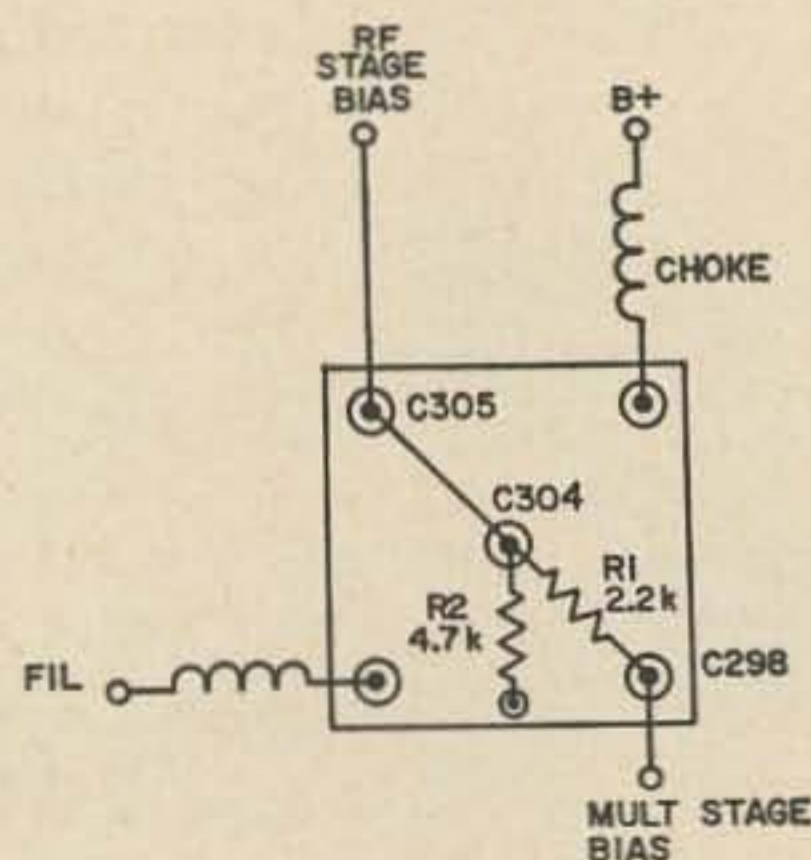 RF
STAGE
BIAS
B+
CHOKE
C305
C304
R1
2.2k
R2
4.7k
FIL
C298
MULT STAGE
BIAS